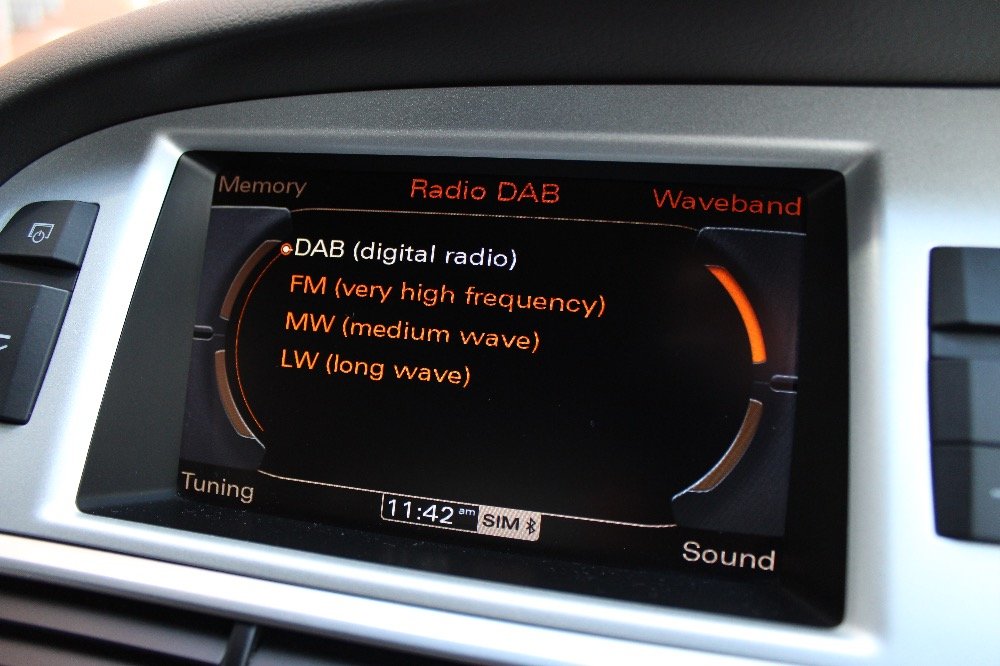 Memory
Radio DAB
Waveband
DAB (digital radio)
FM (very high frequency)
MW (medium wave)
LW (long wave)
Tuning
11:42 am
SIM
Sound